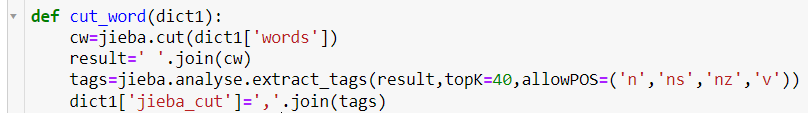 def cut_word(dict1):
    cw=jieba.cut(dict1['words'])
    result=' '.join(cw)
    tags=jieba.analyse.extract_tags(result,topK=40,allowPOS=('n','ns','nz','v'))
    dict1['jieba_cut']=','.join(tags)